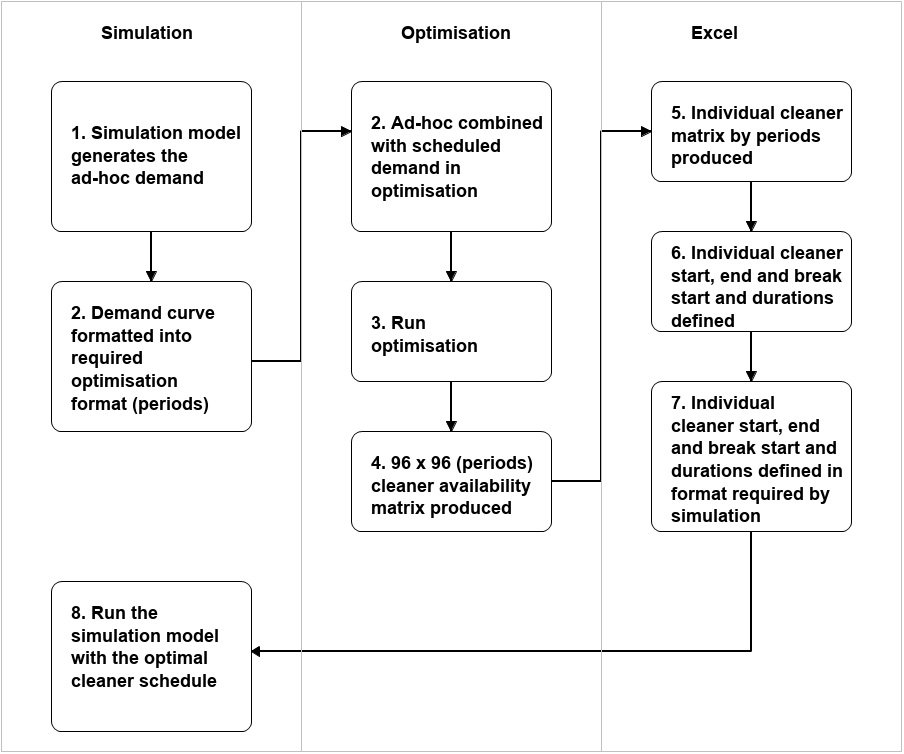 Simulation
Optimisation
Excel
1. Simulation model
generates the
ad-hoc demand
2. Demand curve
formatted into
required
optimisation
format (periods)
2. Ad-hoc combined
with scheduled
demand in
optimisation
3. Run
optimisation
4. 96 x 96 (periods)
cleaner availability
matrix produced
5. Individual cleaner
matrix by periods
produced
6. Individual cleaner
start, end and break
start and durations
defined
7. Individual
cleaner start, end
and break start and
durations defined in
format required by
simulation
8. Run the
simulation model
with the optimal
cleaner schedule